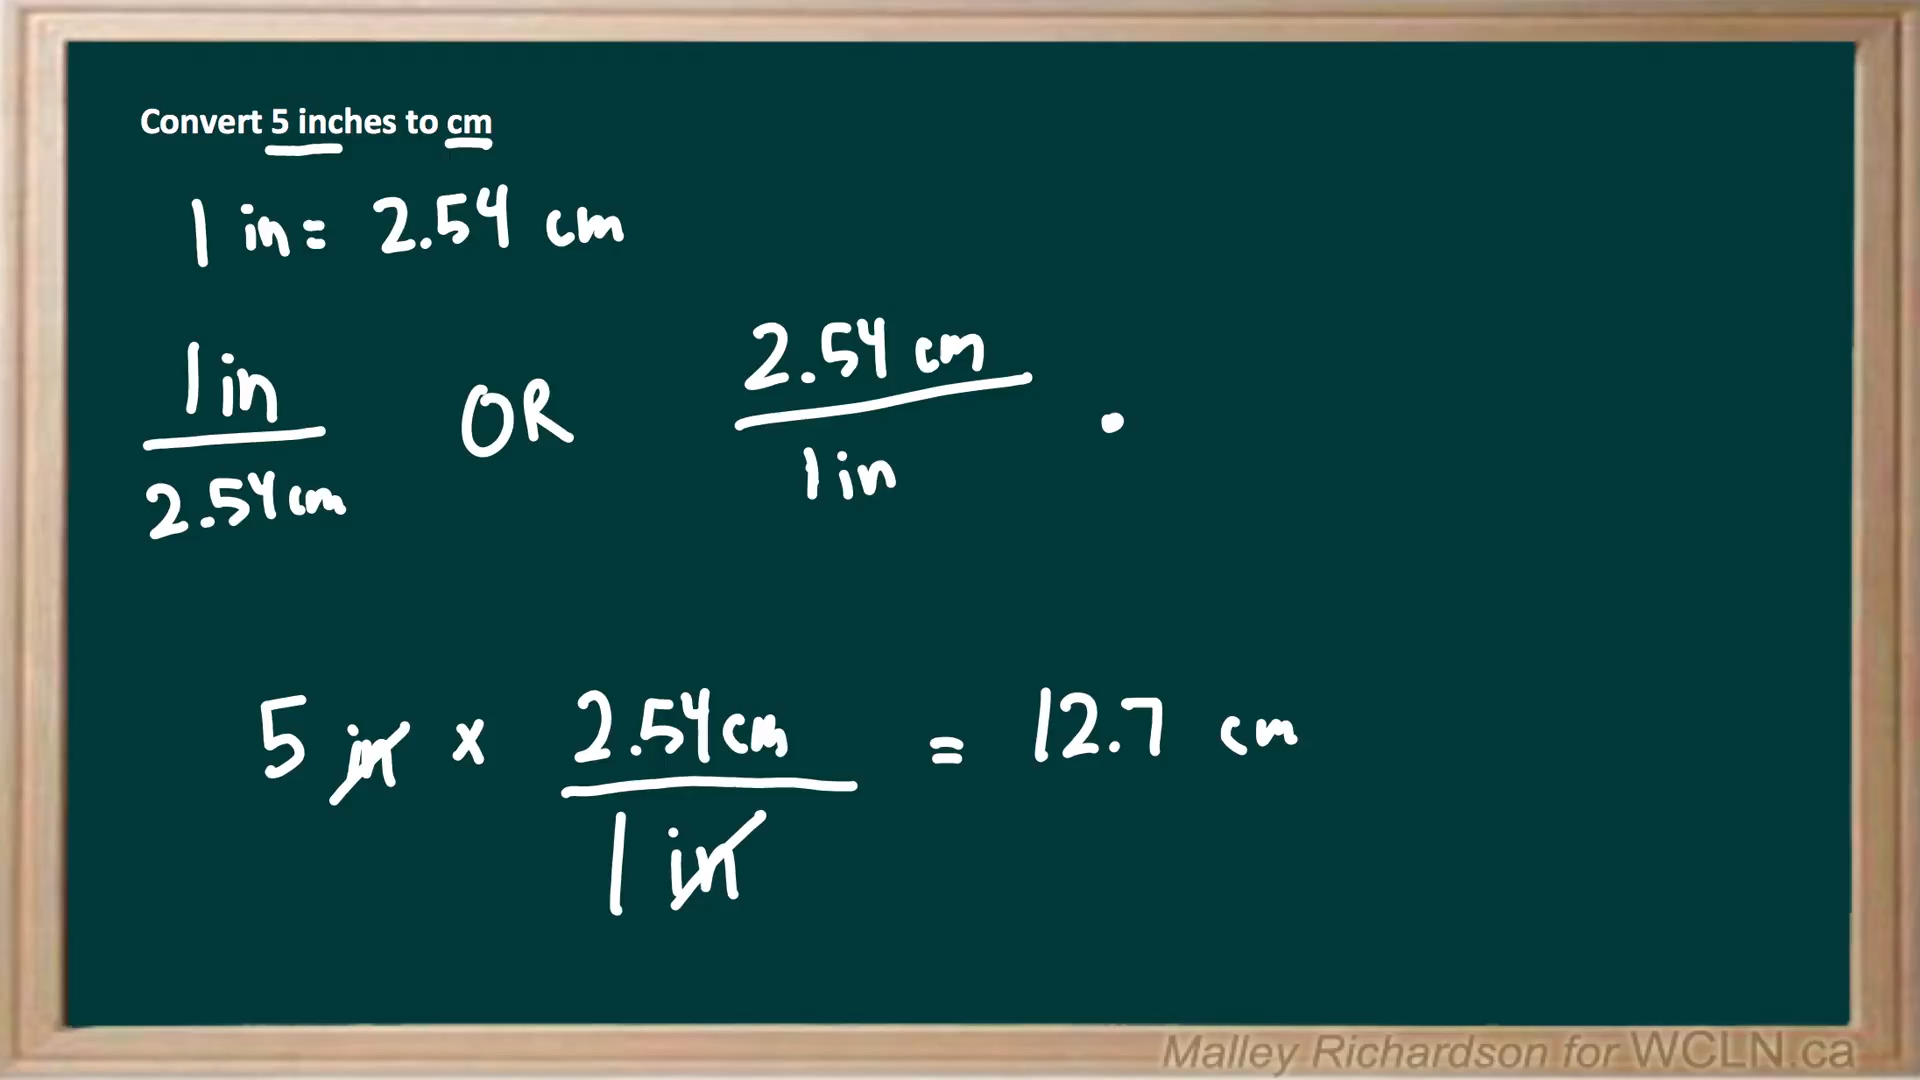 Convert 5 inches to cm
1 in = 2.54 cm
1 in OR 2.54 cm
2.54 cm 1 in
5 in x 2.54 cm = 12.7 cm
1 in
Malley Richardson for WCLN.ca